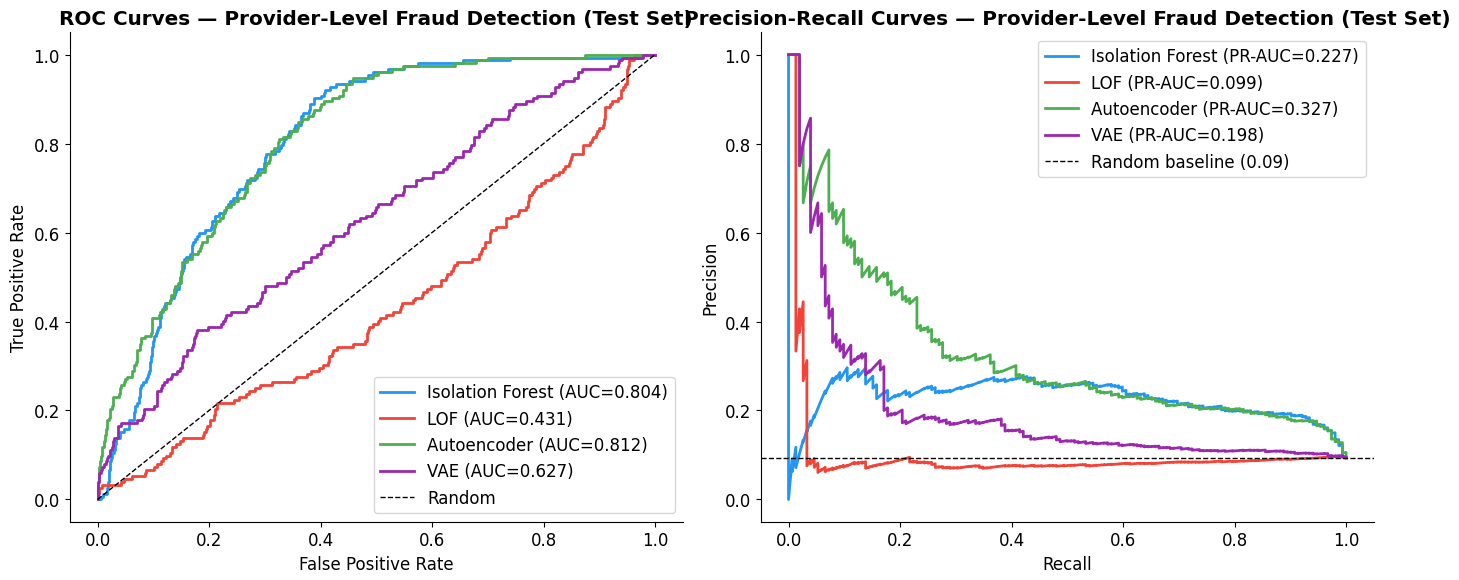 ROC Curves — Provider-Level Fraud Detection (Test Set)
1.0
0.8
0.6
0.4
0.2
0.0
True Positive Rate
Isolation Forest (AUC=0.804)
LOF (AUC=0.431)
Autoencoder (AUC=0.812)
VAE (AUC=0.627)
Random
0.0 0.2 0.4 0.6 0.8 1.0
False Positive Rate
Precision-Recall Curves — Provider-Level Fraud Detection (Test Set)
1.0
0.8
0.6
0.4
0.2
0.0
Precision
Isolation Forest (PR-AUC=0.227)
LOF (PR-AUC=0.099)
Autoencoder (PR-AUC=0.327)
VAE (PR-AUC=0.198)
Random baseline (0.09)
0.0 0.2 0.4 0.6 0.8 1.0
Recall